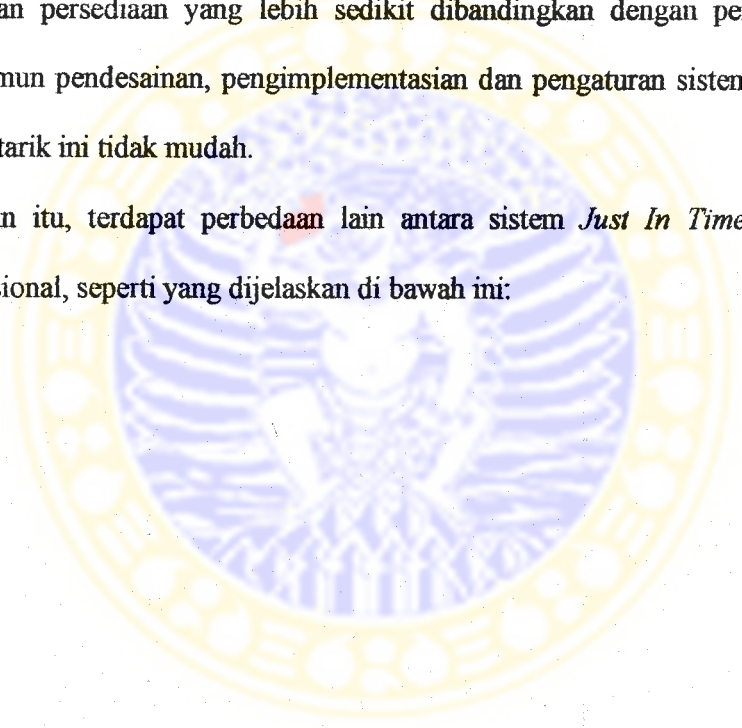 an persediaan yang lebih sedikit dibandingkan dengan pe
mun pendesainan, pengimplementasian dan pengaturan sistem
tarik ini tidak mudah.
n itu, terdapat perbedaan lain antara sistem Just In Time
sional, seperti yang dijelaskan di bawah ini: